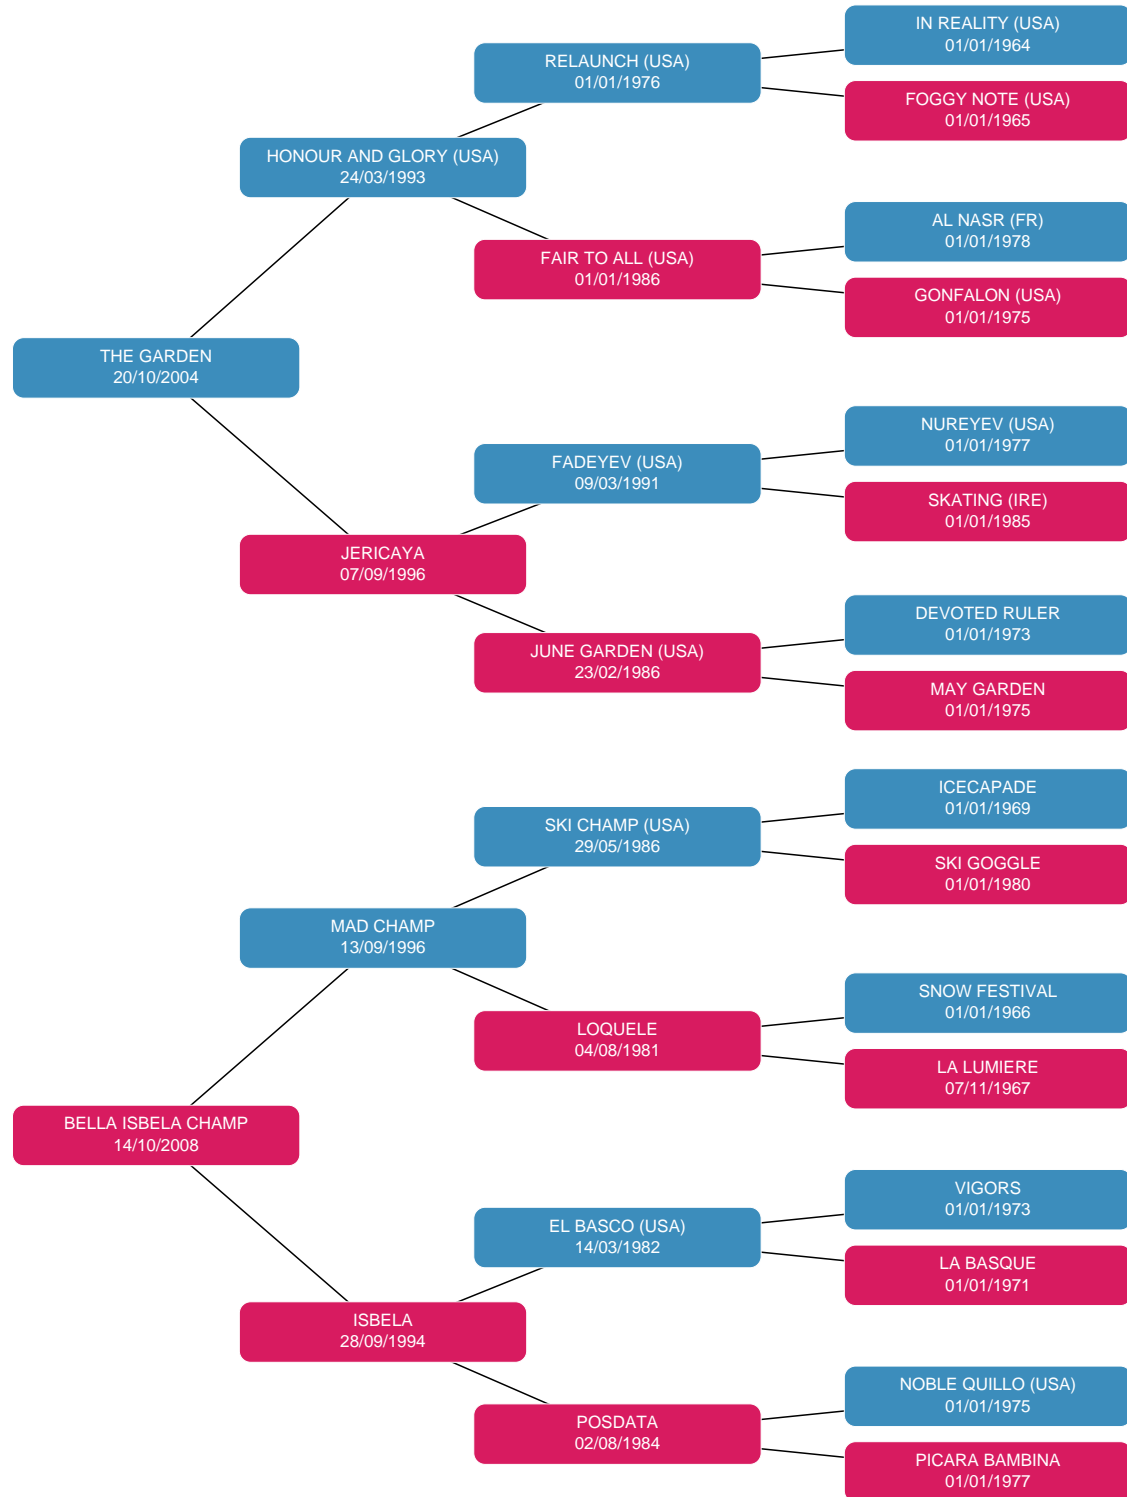 IN REALITY (USA)
01/01/1964
RELAUNCH (USA)
01/01/1976
FOGGY NOTE (USA)
01/01/1965
HONOUR AND GLORY (USA)
24/03/1993
AL NASR (FR)
01/01/1978
FAIR TO ALL (USA)
01/01/1986
GONFALON (USA)
01/01/1975
THE GARDEN
20/10/2004
NUREYEV (USA)
01/01/1977
FADEYEV (USA)
09/03/1991
SKATING (IRE)
01/01/1985
JERICAYA
07/09/1996
DEVOTED RULER
01/01/1973
JUNE GARDEN (USA)
23/02/1986
MAY GARDEN
01/01/1975
ICECAPADE
01/01/1969
SKI CHAMP (USA)
29/05/1986
SKI GOGGLE
01/01/1980
MAD CHAMP
13/09/1996
SNOW FESTIVAL
01/01/1966
LOQUELE
04/08/1981
LA LUMIERE
07/11/1967
BELLA ISBELA CHAMP
14/10/2008
VIGORS
01/01/1973
EL BASCO (USA)
14/03/1982
LA BASQUE
01/01/1971
ISBELA
28/09/1994
NOBLE QUILLO (USA)
01/01/1975
POSDATA
02/08/1984
PICARA BAMBINA
01/01/1977